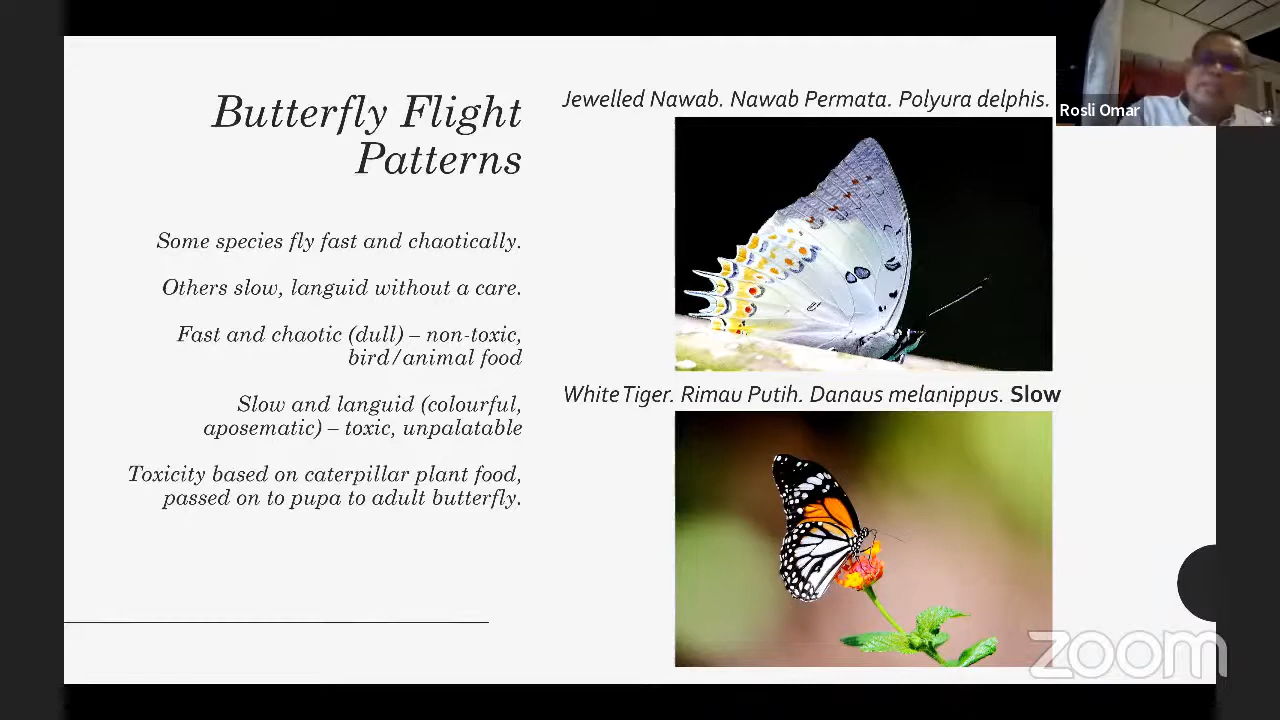 Butterfly Flight
Patterns
Some species fly fast and chaotically.
Others slow, languid without a care.
Fast and chaotic (dull) – non-toxic,
bird/animal food
Slow and languid (colourful,
aposematic) – toxic, unpalatable
Toxicity based on caterpillar plant food,
passed on to pupa to adult butterfly.
Jewelled Nawab. Nawab Permata. Polyura delphis.
White Tiger. Rimau Putih. Danaus melanippus. Slow
Rosli Omar
zoom